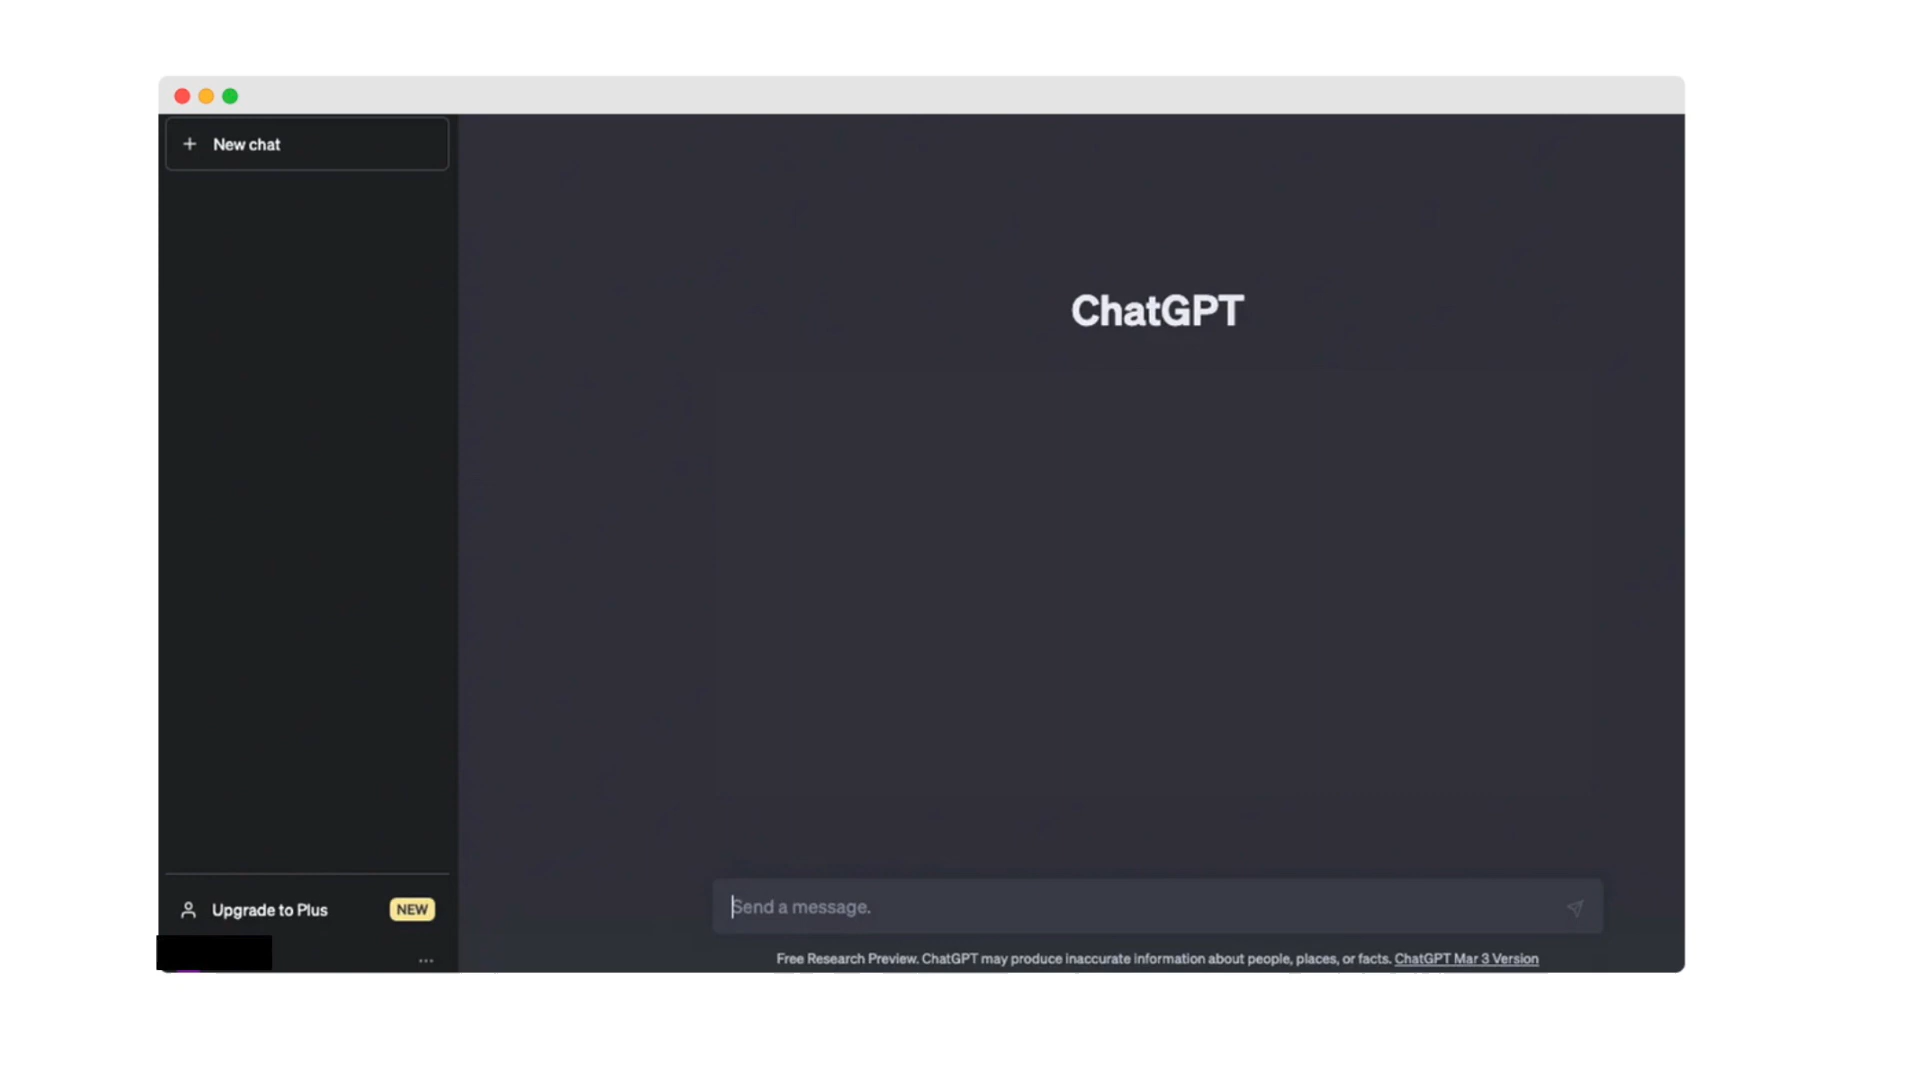 New chat
ChatGPT
Upgrade to Plus NEW
Send a message.
Free Research Preview. ChatGPT may produce inaccurate information about people, places, or facts. ChatGPT Mar 3 Version